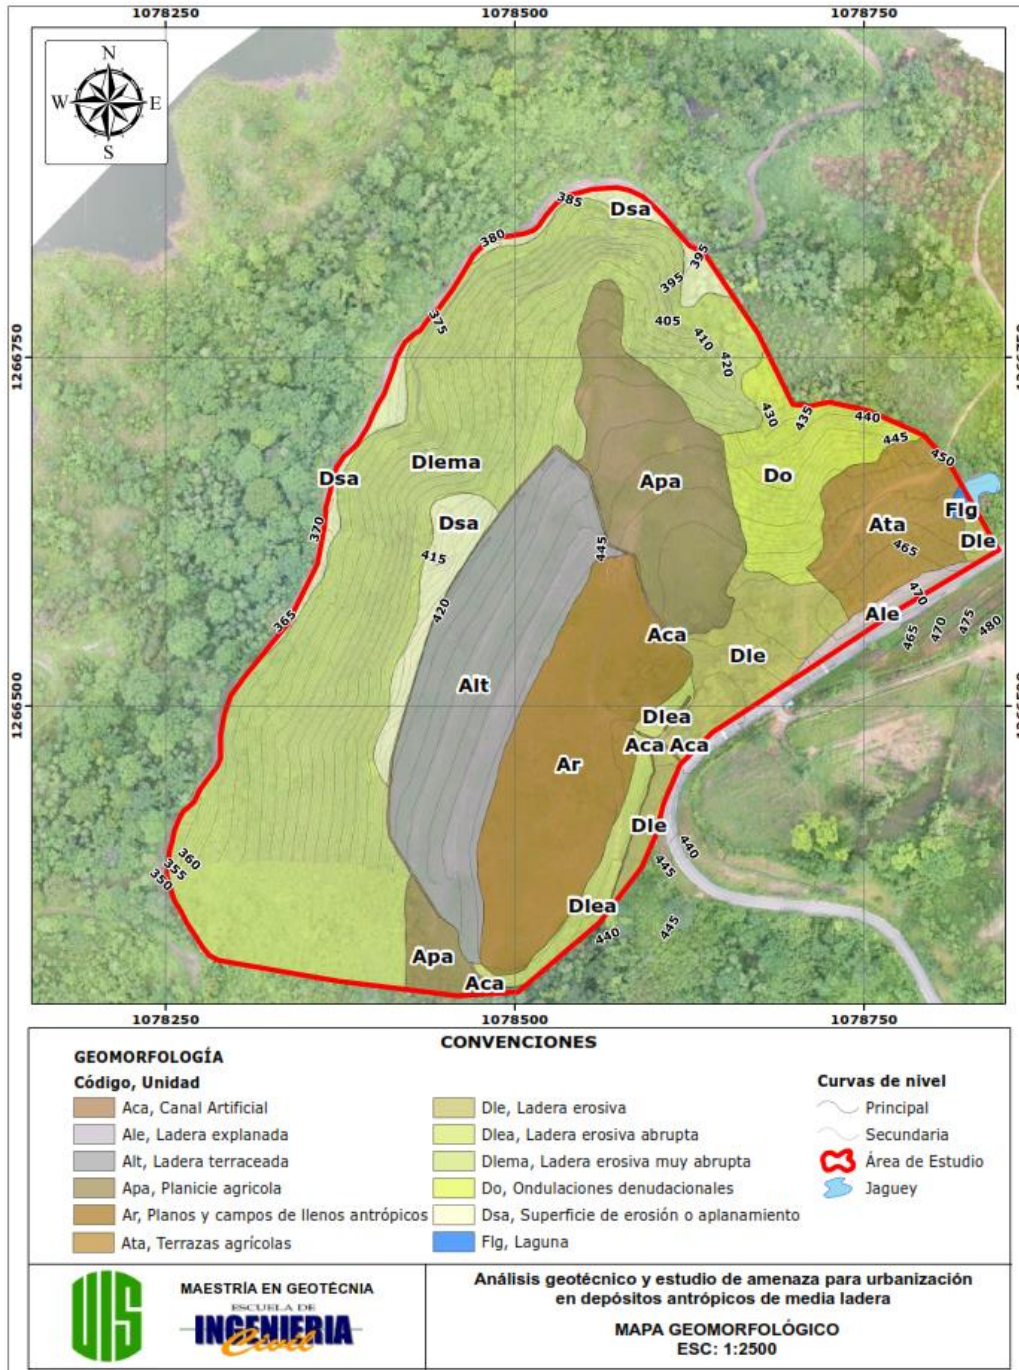 1078250 1078500 1078750
N
W E
S
385
Dsa
380
395
395
375
405
410
1266750
420
430
435
440
445
450
Dlema
Dsa
Apa
Do
Dsa
Flg
Ata
370
415
445
465
Dle
420
470
365
Ale
475
480
470
465
Aca
Dle
Alt
1266500
Dlea
Aca Aca
Ar
Dle
440
360
355
350
445
Dlea
445
440
Apa
Aca
1078250 1078500 1078750
CONVENCIONES
GEOMORFOLOGÍA
Código, Unidad
Aca, Canal Artificial
Ale, Ladera explanada
Alt, Ladera terraceada
Apa, Planicie agricola
Ar, Planos y campos de llenos antrópicos
Ata, Terrazas agrícolas
Dle, Ladera erosiva
Dlea, Ladera erosiva abrupta
Dlema, Ladera erosiva muy abrupta
Do, Ondulaciones denudacionales
Dsa, Superficie de erosión o aplanamiento
Flg, Laguna
Curvas de nivel
Principal
Secundaria
Área de Estudio
Jaguey
UIS
MAESTRÍA EN GEOTÉCNIA
ESCUELA DE
INGENIERIA
Civil
Análisis geotécnico y estudio de amenaza para urbanización
en depósitos antrópicos de media ladera
MAPA GEOMORFOLÓGICO
ESC: 1:2500